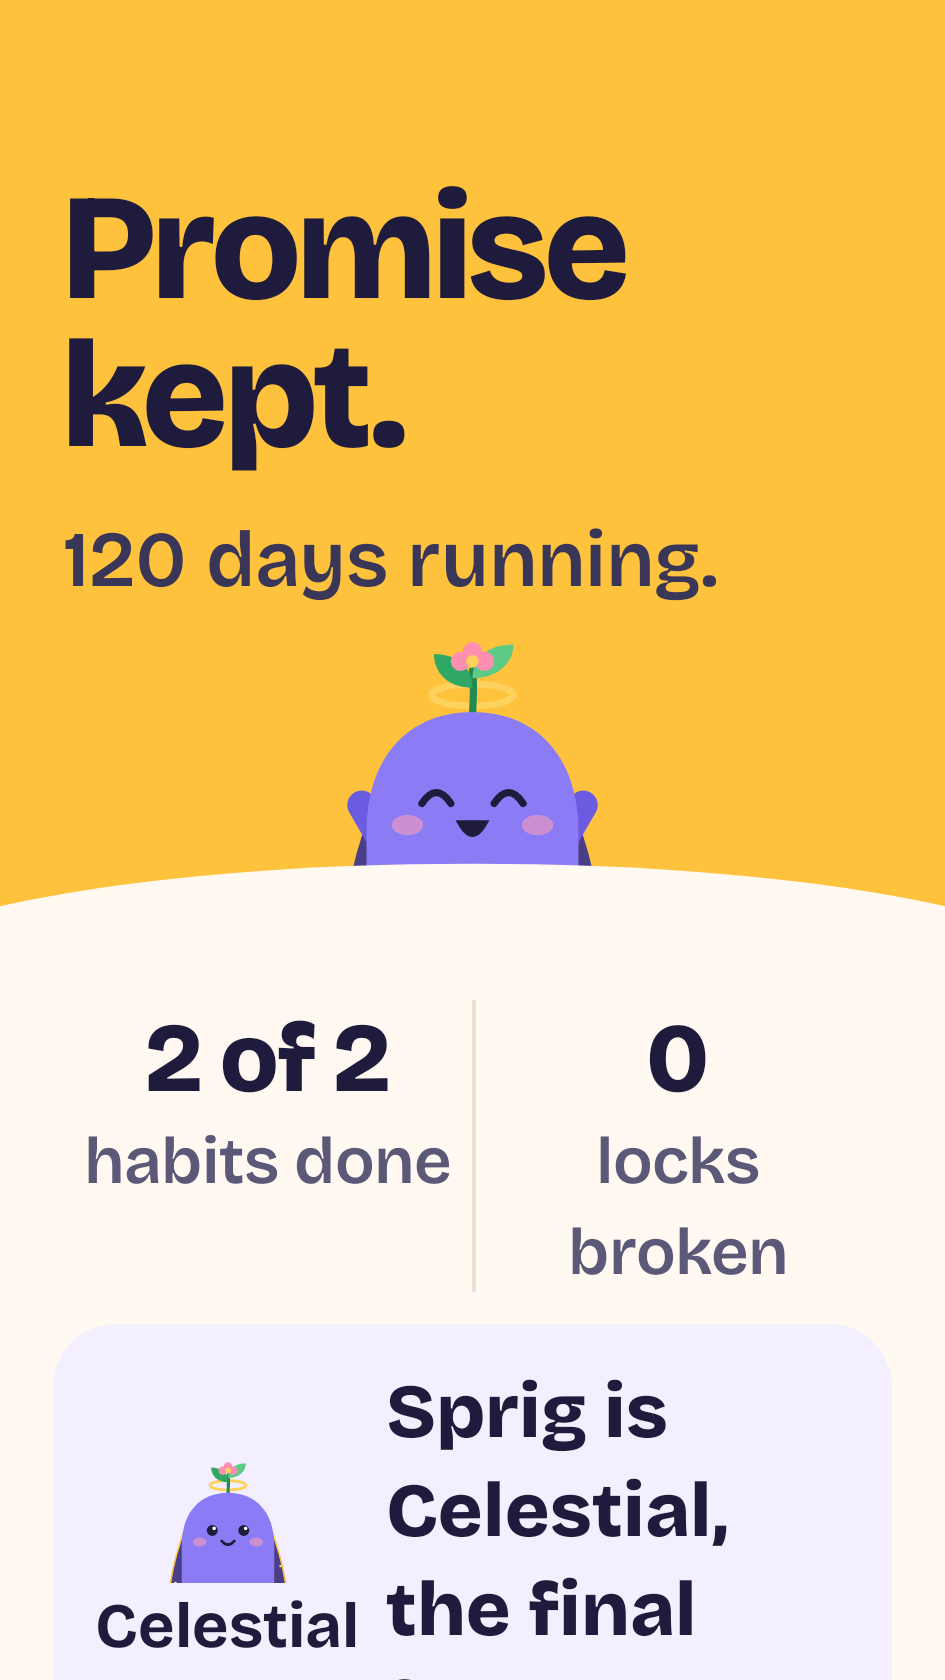 Promise
kept.
120 days running.
2 of 2
habits done
0
locks
broken
Celestial
Sprig is
Celestial,
the final